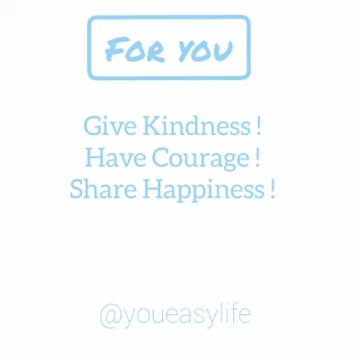 For you
Give Kindness !
Have Courage !
Share Happiness !
@youeasylife